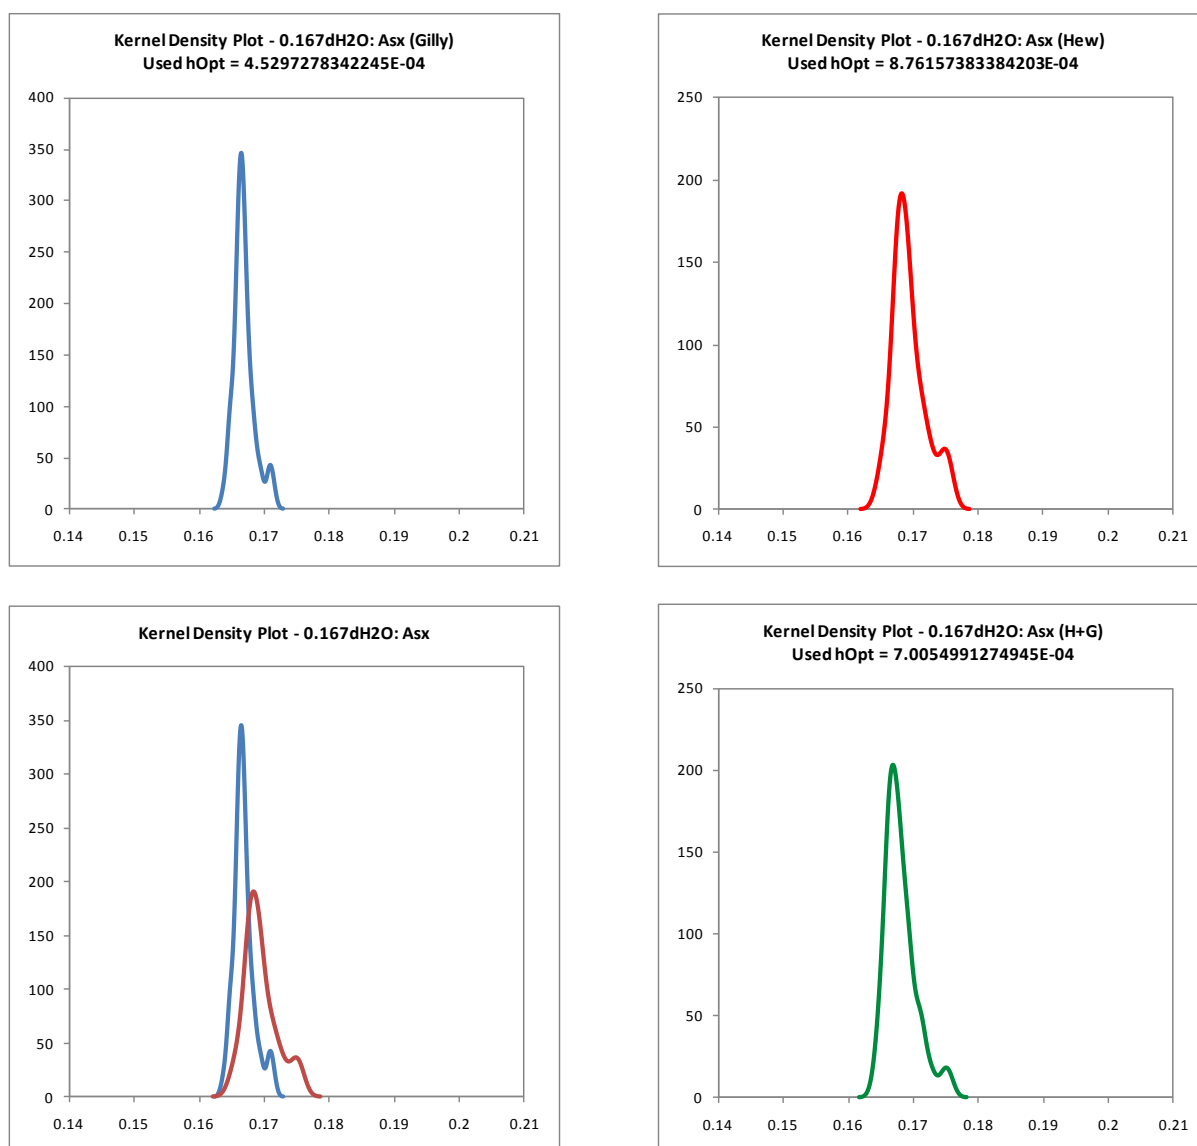 Kernel Density Plot - 0.167dH2O: Asx (Gilly)
Used hOpt = 4.5297278342245E-04
400
350
300
250
200
150
100
50
0
0.14 0.15 0.16 0.17 0.18 0.19 0.2 0.21
Kernel Density Plot - 0.167dH2O: Asx (Hew)
Used hOpt = 8.76157383384203E-04
250
200
150
100
50
0
0.14 0.15 0.16 0.17 0.18 0.19 0.2 0.21
Kernel Density Plot - 0.167dH2O: Asx
400
350
300
250
200
150
100
50
0
0.14 0.15 0.16 0.17 0.18 0.19 0.2 0.21
Kernel Density Plot - 0.167dH2O: Asx (H+G)
Used hOpt = 7.0054991274945E-04
250
200
150
100
50
0
0.14 0.15 0.16 0.17 0.18 0.19 0.2 0.21